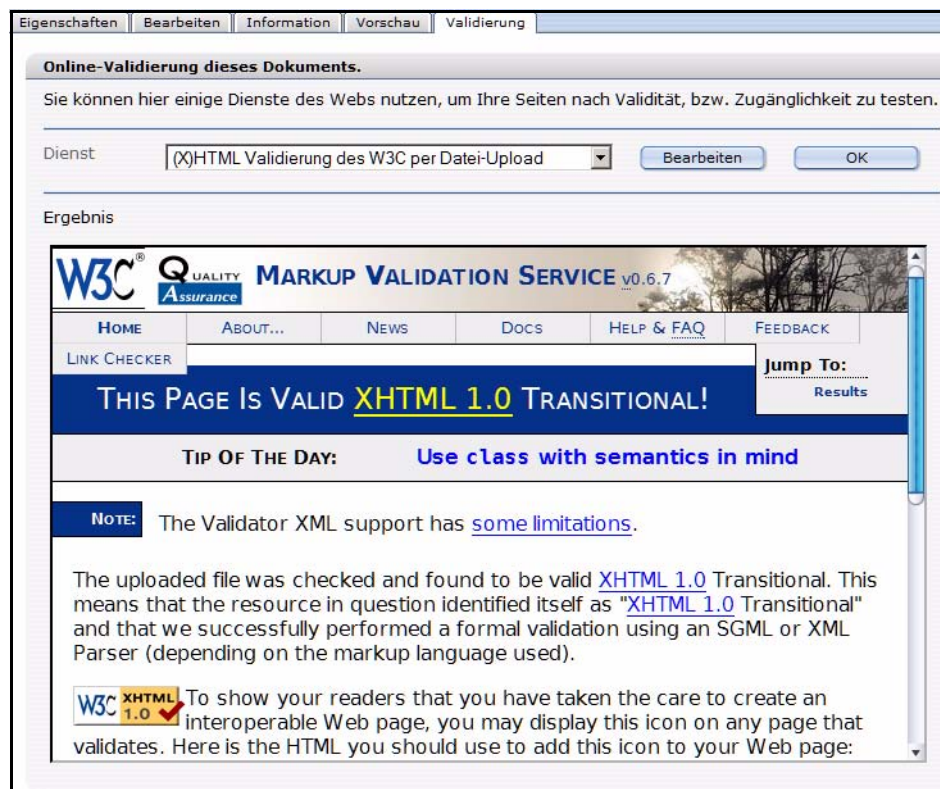 Eigenschaften Bearbeiten Information Vorschau Validierung
Online-Validierung dieses Dokuments.
Sie können hier einige Dienste des Webs nutzen, um Ihre Seiten nach Validität, bzw. Zugänglichkeit zu testen.
Dienst (X)HTML Validierung des W3C per Datei-Upload Bearbeiten OK
Ergebnis
W3C® QUALITY Assurance MARKUP VALIDATION SERVICE v0.6.7
HOME ABOUT... NEWS DOCS HELP & FAQ FEEDBACK
LINK CHECKER
Jump To:
Results
THIS PAGE IS VALID XHTML 1.0 TRANSITIONAL!
TIP OF THE DAY: Use class with semantics in mind
NOTE: The Validator XML support has some limitations.
The uploaded file was checked and found to be valid XHTML 1.0 Transitional. This
means that the resource in question identified itself as "XHTML 1.0 Transitional"
and that we successfully performed a formal validation using an SGML or XML
Parser (depending on the markup language used).
W3C XHTML 1.0 To show your readers that you have taken the care to create an
interoperable Web page, you may display this icon on any page that
validates. Here is the HTML you should use to add this icon to your Web page: